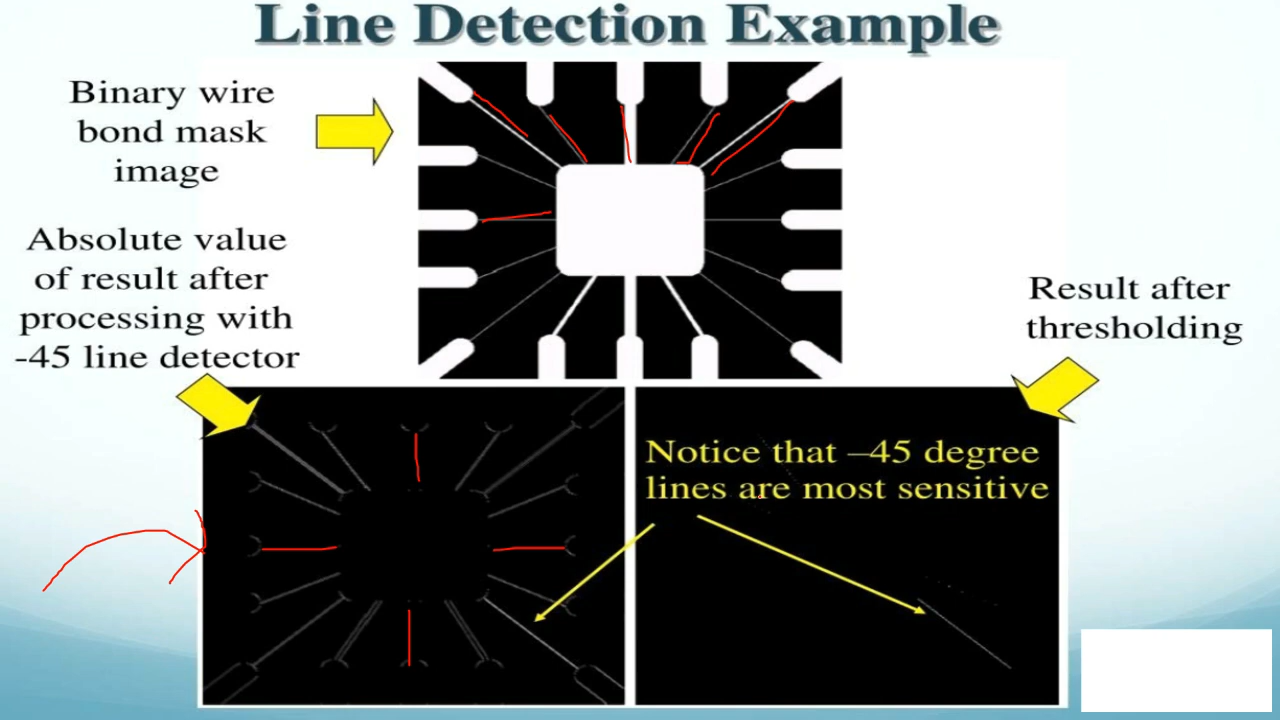 Line Detection Example
Binary wire
bond mask
image
Absolute value
of result after
processing with
-45 line detector
Result after
thresholding
Notice that –45 degree
lines are most sensitive